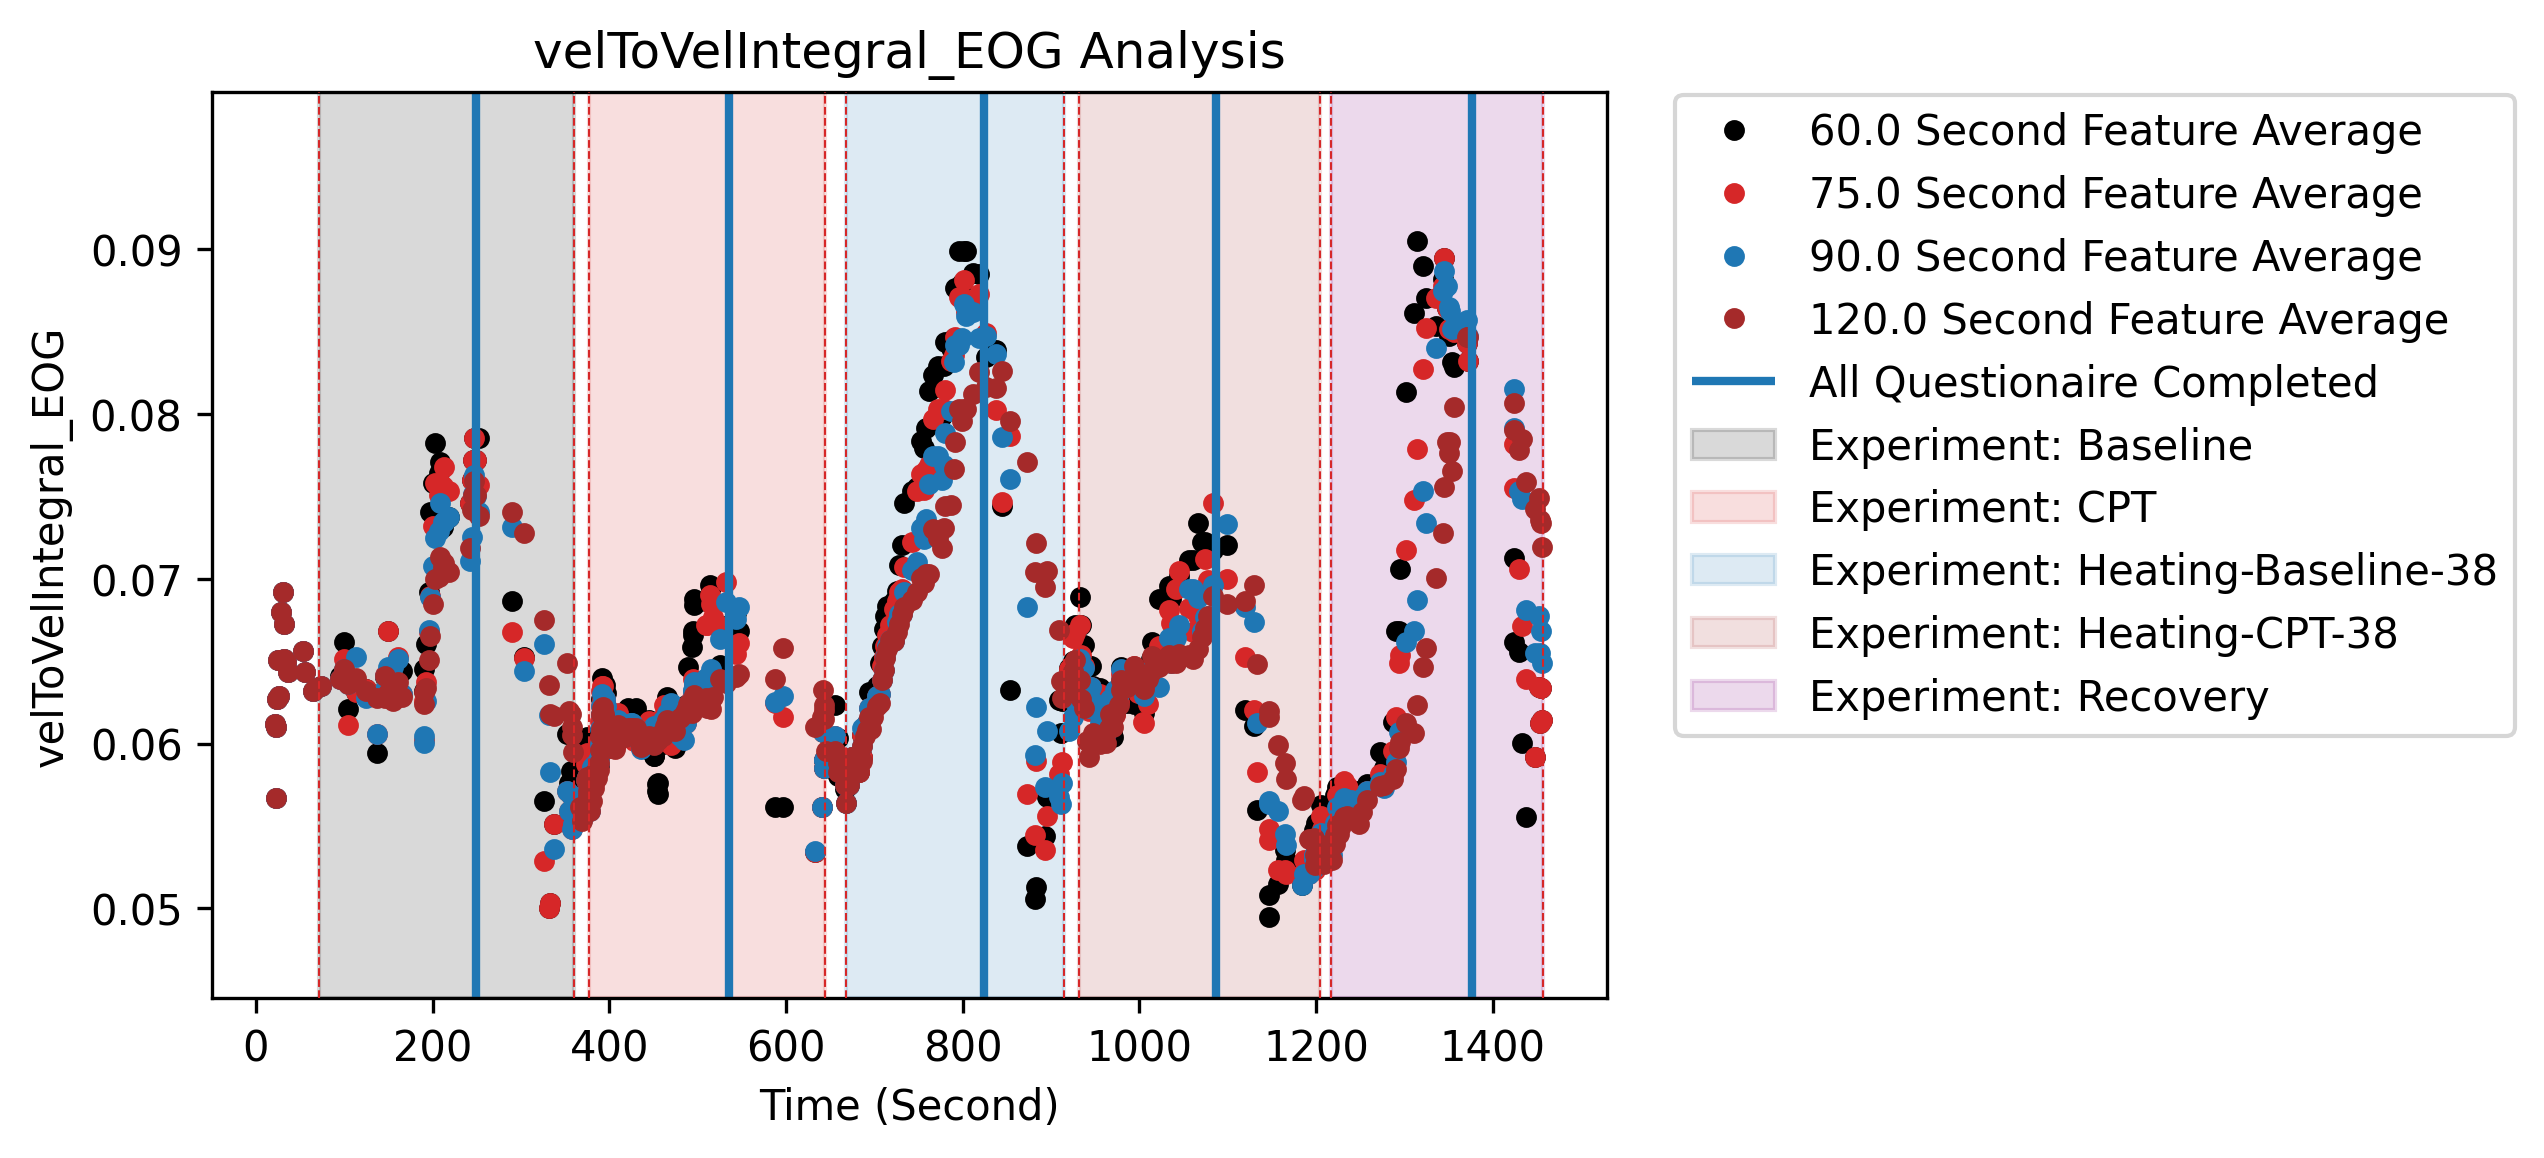 velToVelIntegral_EOG Analysis
velToVelIntegral_EOG
0.09
0.08
0.07
0.06
0.05
0 200 400 600 800 1000 1200 1400
Time (Second)
60.0 Second Feature Average
75.0 Second Feature Average
90.0 Second Feature Average
120.0 Second Feature Average
All Questionaire Completed
Experiment: Baseline
Experiment: CPT
Experiment: Heating-Baseline-38
Experiment: Heating-CPT-38
Experiment: Recovery